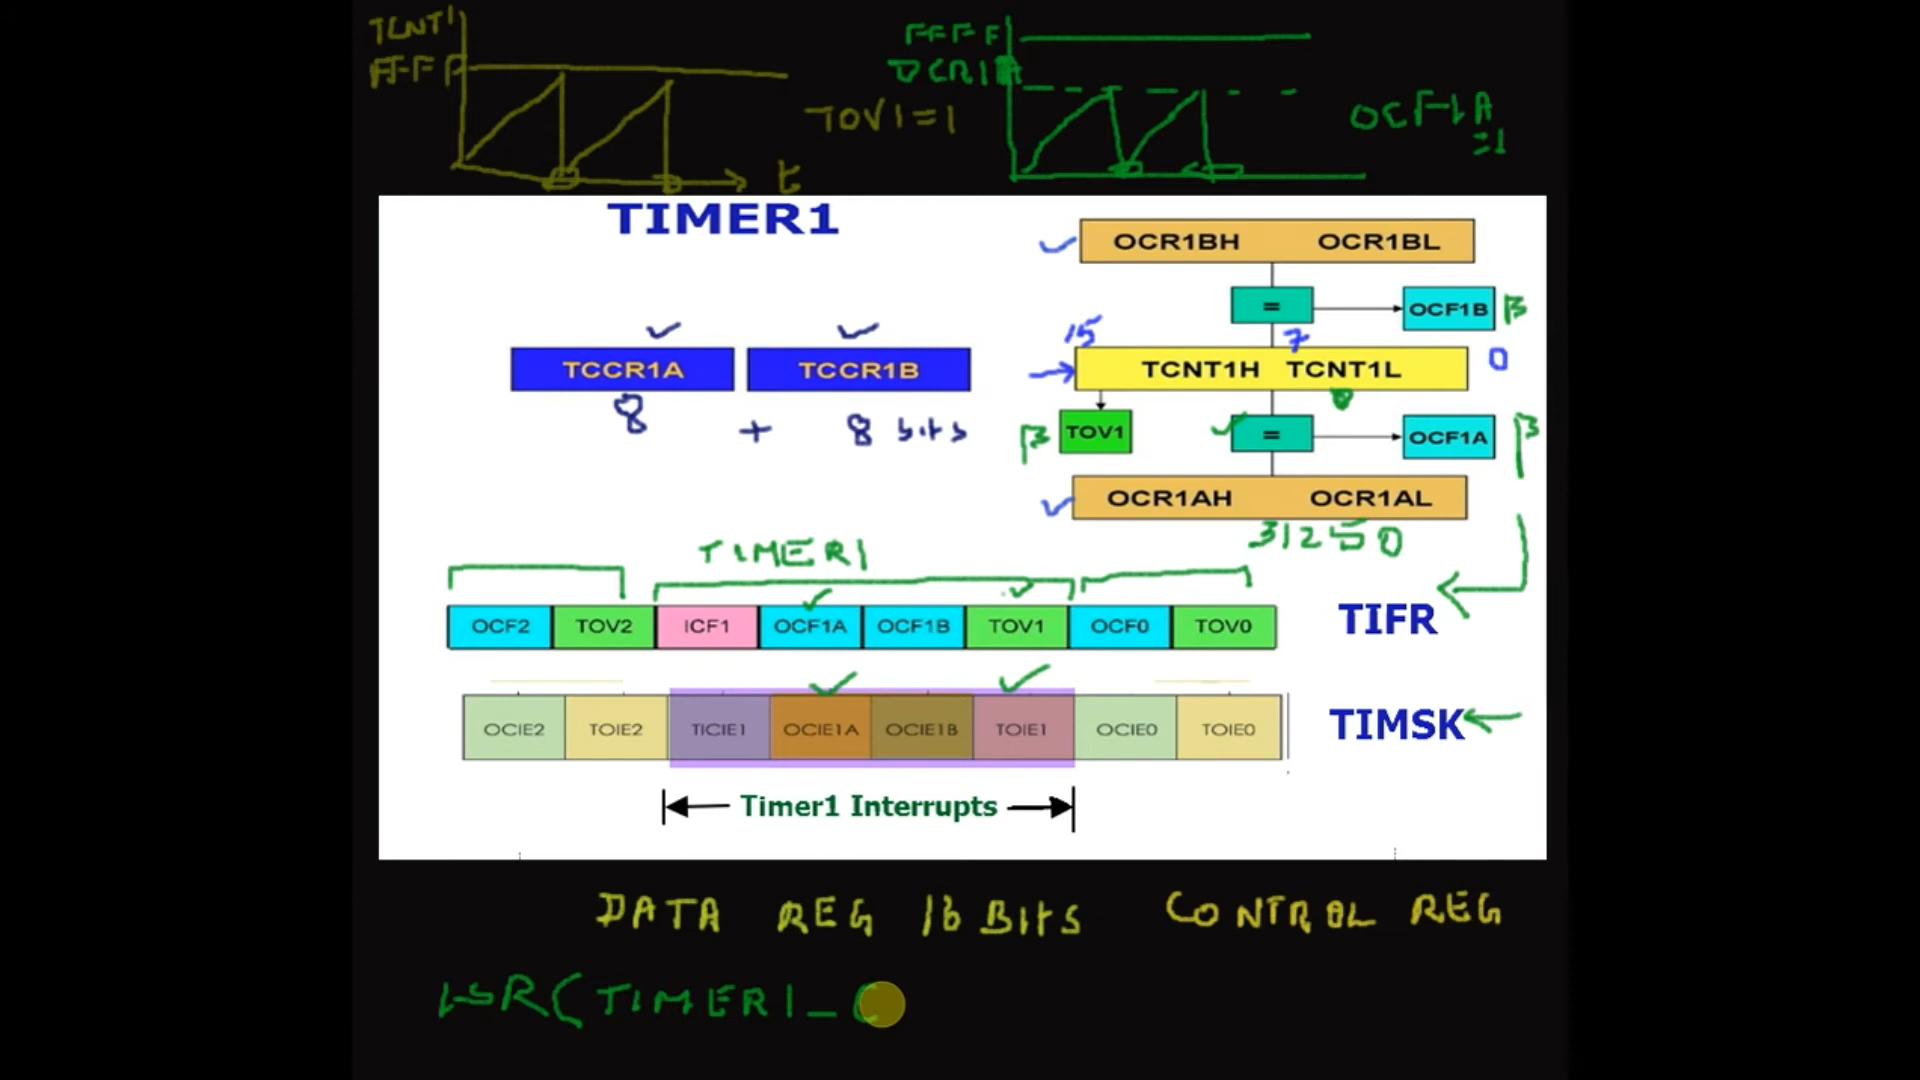 TCNT1
FFFF
TOV1=1
t
FFFF
OCR1A
OCF1A
=1
TIMER1
OCR1BH OCR1BL
= OCF1B
15 7 0
TCCR1A TCCR1B
TCNT1H TCNT1L
8 + 8 bits
TOV1 = OCF1A
OCR1AH OCR1AL
31250
TIMER1
OCF2 TOV2 ICF1 OCF1A OCF1B TOV1 OCF0 TOV0 TIFR
OCIE2 TOIE2 TICIE1 OCIE1A OCIE1B TOIE1 OCIE0 TOIE0 TIMSK
Timer1 Interrupts
DATA REG 16 BITS CONTROL REG
ISR(TIMER1_C